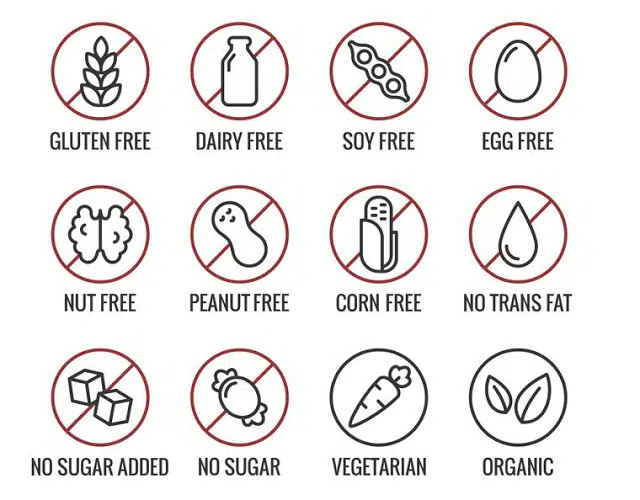 GLUTEN FREE
DAIRY FREE
SOY FREE
EGG FREE
NUT FREE
PEANUT FREE
CORN FREE
NO TRANS FAT
NO SUGAR ADDED
NO SUGAR
VEGETARIAN
ORGANIC